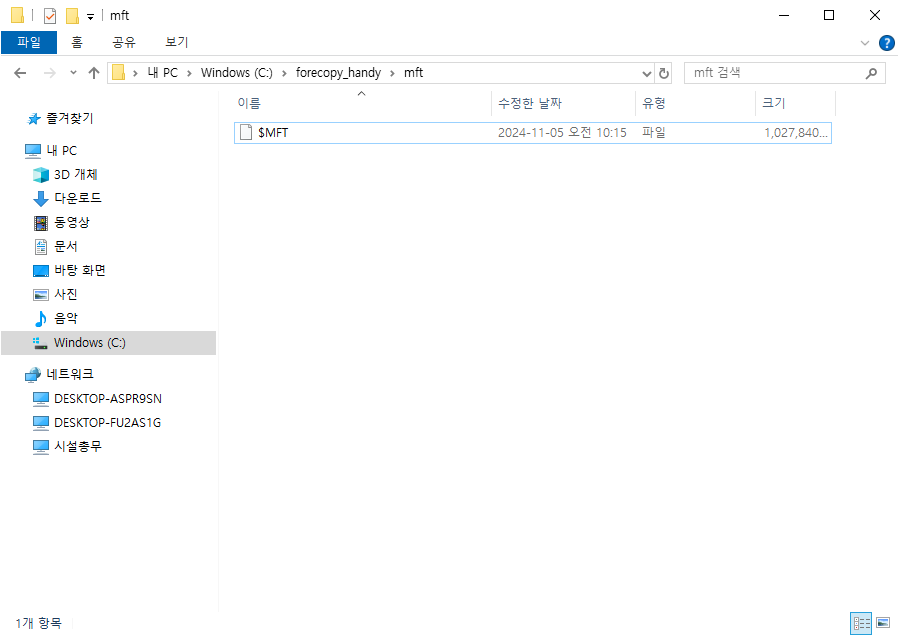 mft
파일 홈 공유 보기
내 PC > Windows (C:) > forecopy_handy > mft
mft 검색
이름 수정한 날짜 유형 크기
$MFT 2024-11-05 오전 10:15 파일 1,027,840...
즐겨찾기
내 PC
3D 개체
다운로드
동영상
문서
바탕 화면
사진
음악
Windows (C:)
네트워크
DESKTOP-ASPR9SN
DESKTOP-FU2AS1G
시설총무
1개 항목